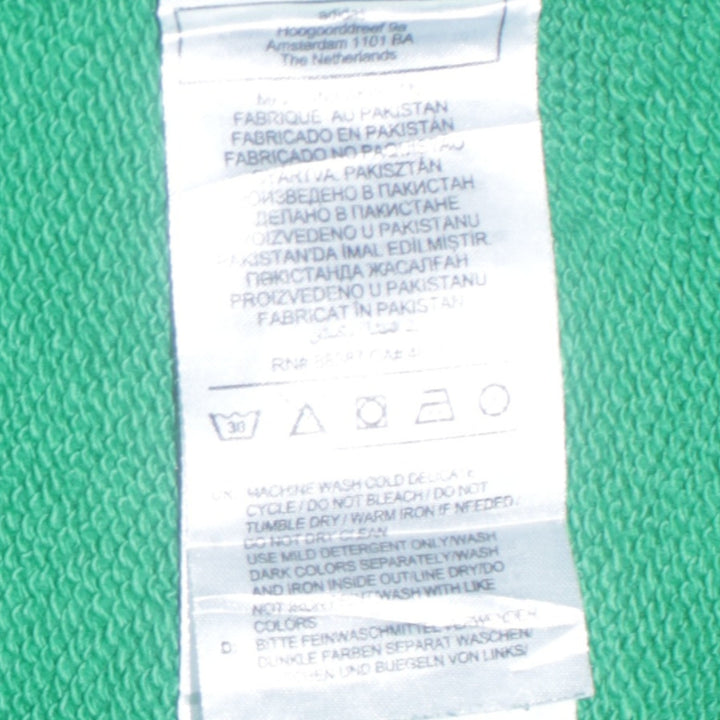 adidas
Hoogoorddreef 9a
Amsterdam 1101 BA
The Netherlands
FABRIQUE AU PAKISTAN
FABRICADO EN PAKISTÁN
FABRICADO NO
PAKISZTÁN
ПАКИСТАН
ДЕЛАНО В ПАКИСТАНЕ
U PAKISTANU
İMAL EDİLMİŞTİR.
ПӘКІСТАНДА ЖАСАЛҒАН
PROIZVEDENO U PAKISTANU
FABRICAT ÎN PAKISTAN
RN#
30
MACHINE WASH COLD DELICATE
CYCLE / DO NOT BLEACH / DO NOT
TUMBLE DRY / WARM IRON IF NEEDED /
DO NOT DRY CLEAN
USE MILD DETERGENT ONLY/WASH
DARK COLORS SEPARATELY/WASH
AND IRON INSIDE OUT/LINE DRY/DO
NOT WASH WITH LIKE
COLORS
D: BITTE FEINWASCHMITTEL
DUNKLE FARBEN SEPARAT WASCHEN/
UND BUEGELN VON LINKS/